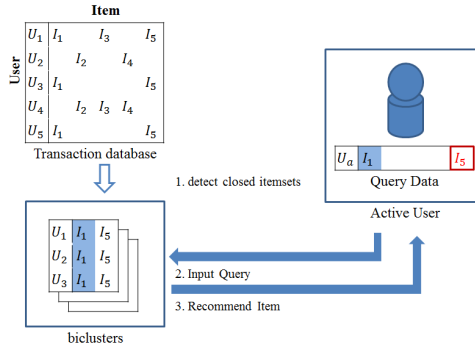 Item
User
U1 I1 I3 I5
U2 I2 I4
U3 I1 I5
U4 I2 I3 I4
U5 I1 I5
Transaction database
1. detect closed itemsets
Ua I1 I5
Query Data
Active User
U1 I1 I5
U2 I1 I5
U3 I1 I5
biclusters
2. Input Query
3. Recommend Item